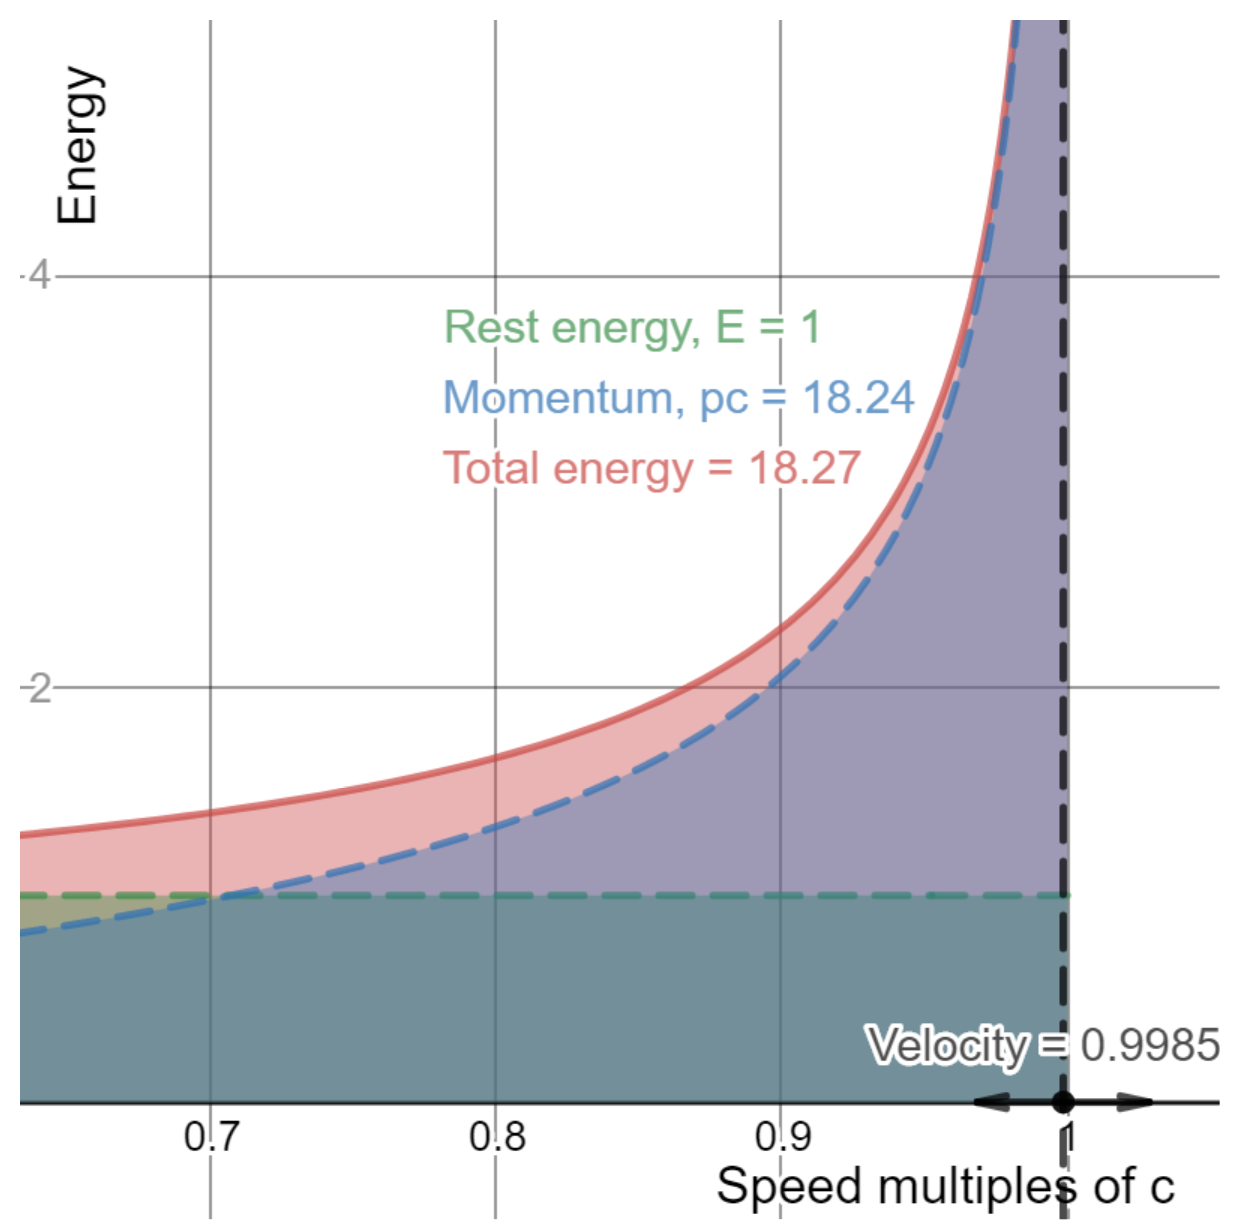 Energy
4
Rest energy, E = 1
Momentum, pc = 18.24
Total energy = 18.27
2
Velocity = 0.9985
0.7 0.8 0.9 1
Speed multiples of c